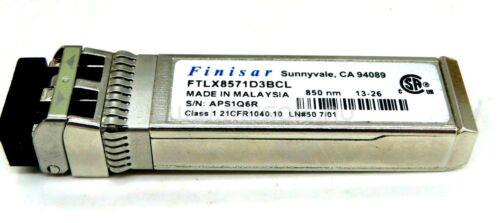 Finisar Sunnyvale, CA 94089
FTLX8571D3BCL
MADE IN MALAYSIA 850 nm 13-26
S/N: APS1Q6R
Class 1 21CFR1040.10 LN#50 7/01